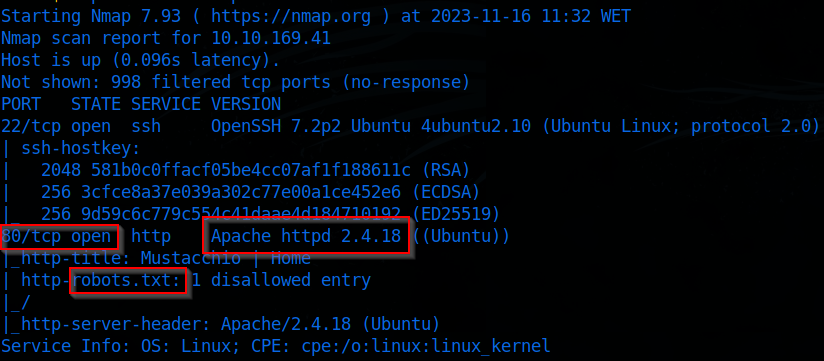 Starting Nmap 7.93 ( https://nmap.org ) at 2023-11-16 11:32 WET
Nmap scan report for 10.10.169.41
Host is up (0.096s latency).
Not shown: 998 filtered tcp ports (no-response)
PORT   STATE SERVICE VERSION
22/tcp open  ssh     OpenSSH 7.2p2 Ubuntu 4ubuntu2.10 (Ubuntu Linux; protocol 2.0)
| ssh-hostkey:
|   2048 581b0c0ffacf05be4cc07af1f188611c (RSA)
|   256 3cfce8a37e039a302c77e00a1ce452e6 (ECDSA)
|_  256 9d59c6c779c554c41daae4d184710192 (ED25519)
80/tcp open  http    Apache httpd 2.4.18 ((Ubuntu))
|_http-title: Mustacchio | Home
| http-robots.txt: 1 disallowed entry
|_/
|_http-server-header: Apache/2.4.18 (Ubuntu)
Service Info: OS: Linux; CPE: cpe:/o:linux:linux_kernel